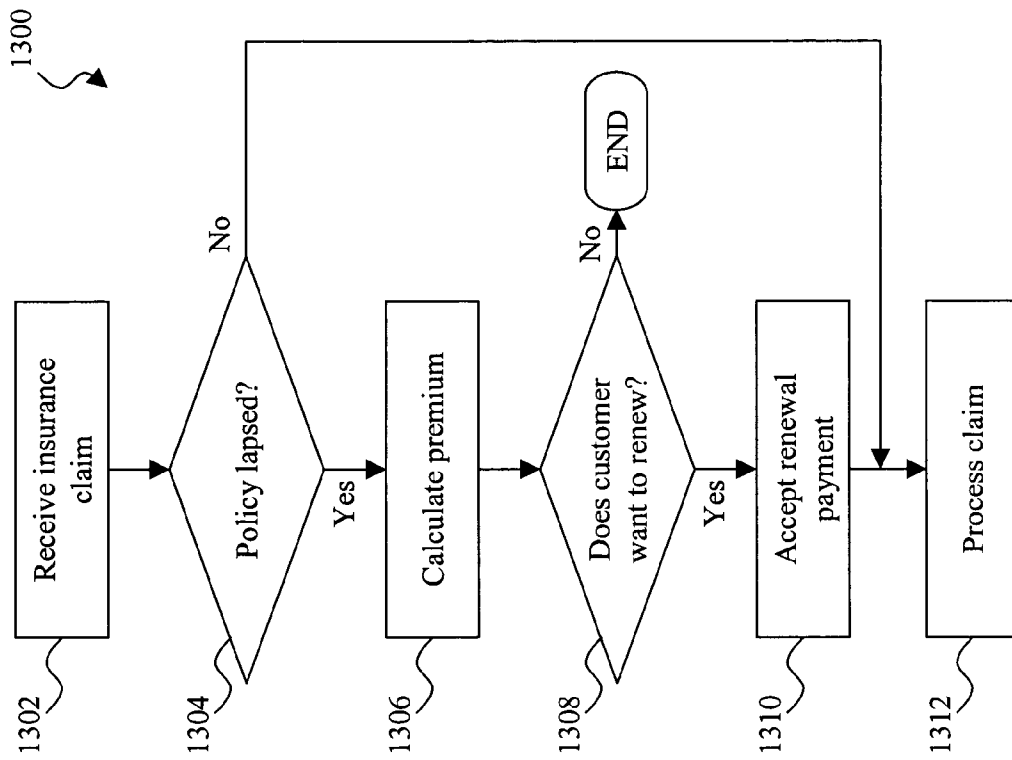 1300
1302
Receive insurance
claim
1304
Policy lapsed?
No
Yes
1306
Calculate premium
1308
Does customer
want to renew?
No
END
Yes
1310
Accept renewal
payment
1312
Process claim